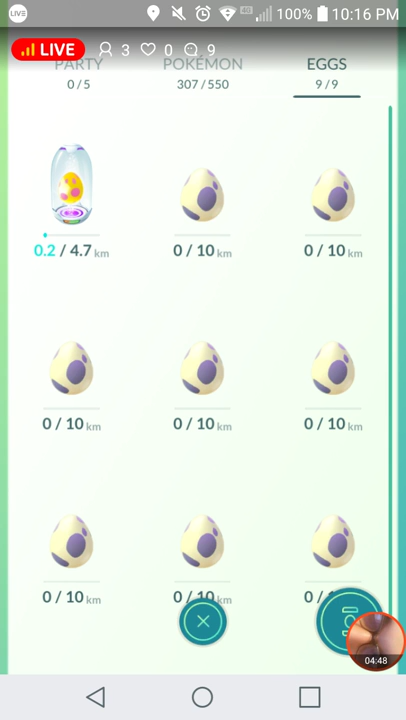 LIVE
4G
100% 10:16 PM
LIVE 3 0 9
PARTY POKÉMON EGGS
0 / 5 307 / 550 9 / 9
0.2 / 4.7 km 0 / 10 km 0 / 10 km
0 / 10 km 0 / 10 km 0 / 10 km
0 / 10 km 0 / 10 km 0 /
04:48